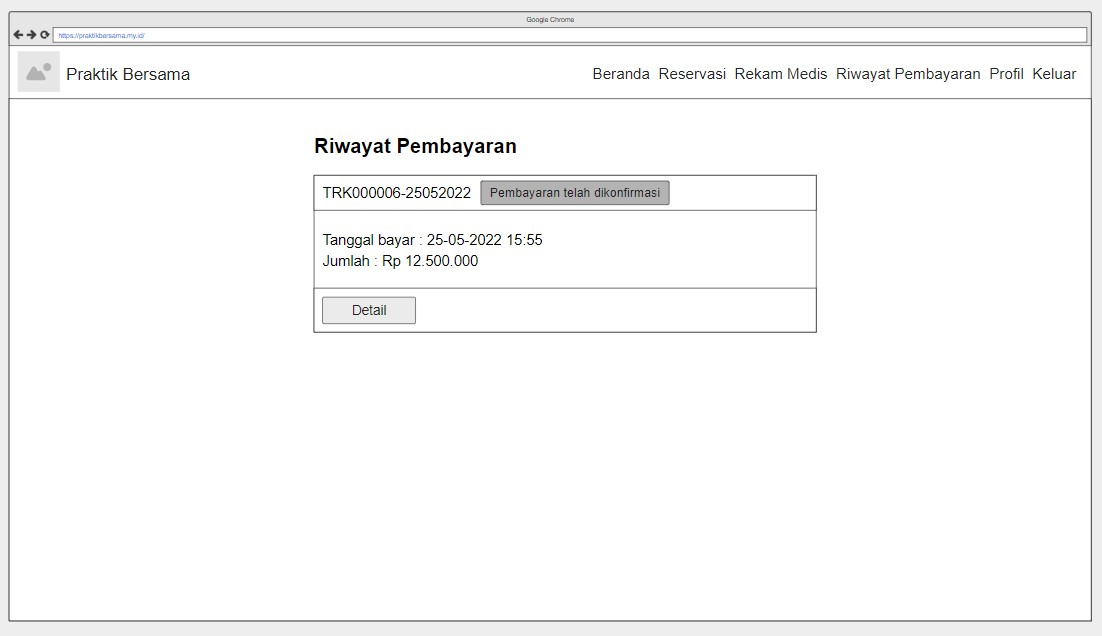 Google Chrome
https://praktikbersama.my.id/
Praktik Bersama
Beranda Reservasi Rekam Medis Riwayat Pembayaran Profil Keluar
Riwayat Pembayaran
TRK000006-25052022 Pembayaran telah dikonfirmasi
Tanggal bayar : 25-05-2022 15:55
Jumlah : Rp 12.500.000
Detail